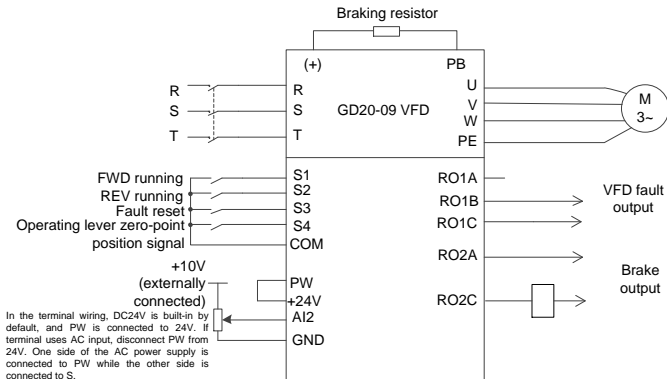 Braking resistor
(+)
PB
R
S
T
R
S
T
GD20-09 VFD
U
V
W
PE
M
3~
FWD running
REV running
Fault reset
Operating lever zero-point
position signal
S1
S2
S3
S4
COM
RO1A
RO1B
RO1C
RO2A
RO2C
VFD fault
output
Brake
output
+10V
(externally
connected)
PW
+24V
AI2
GND
In the terminal wiring, DC24V is built-in by
default, and PW is connected to 24V. If
terminal uses AC input, disconnect PW from
24V. One side of the AC power supply is
connected to PW while the other side is
connected to S.